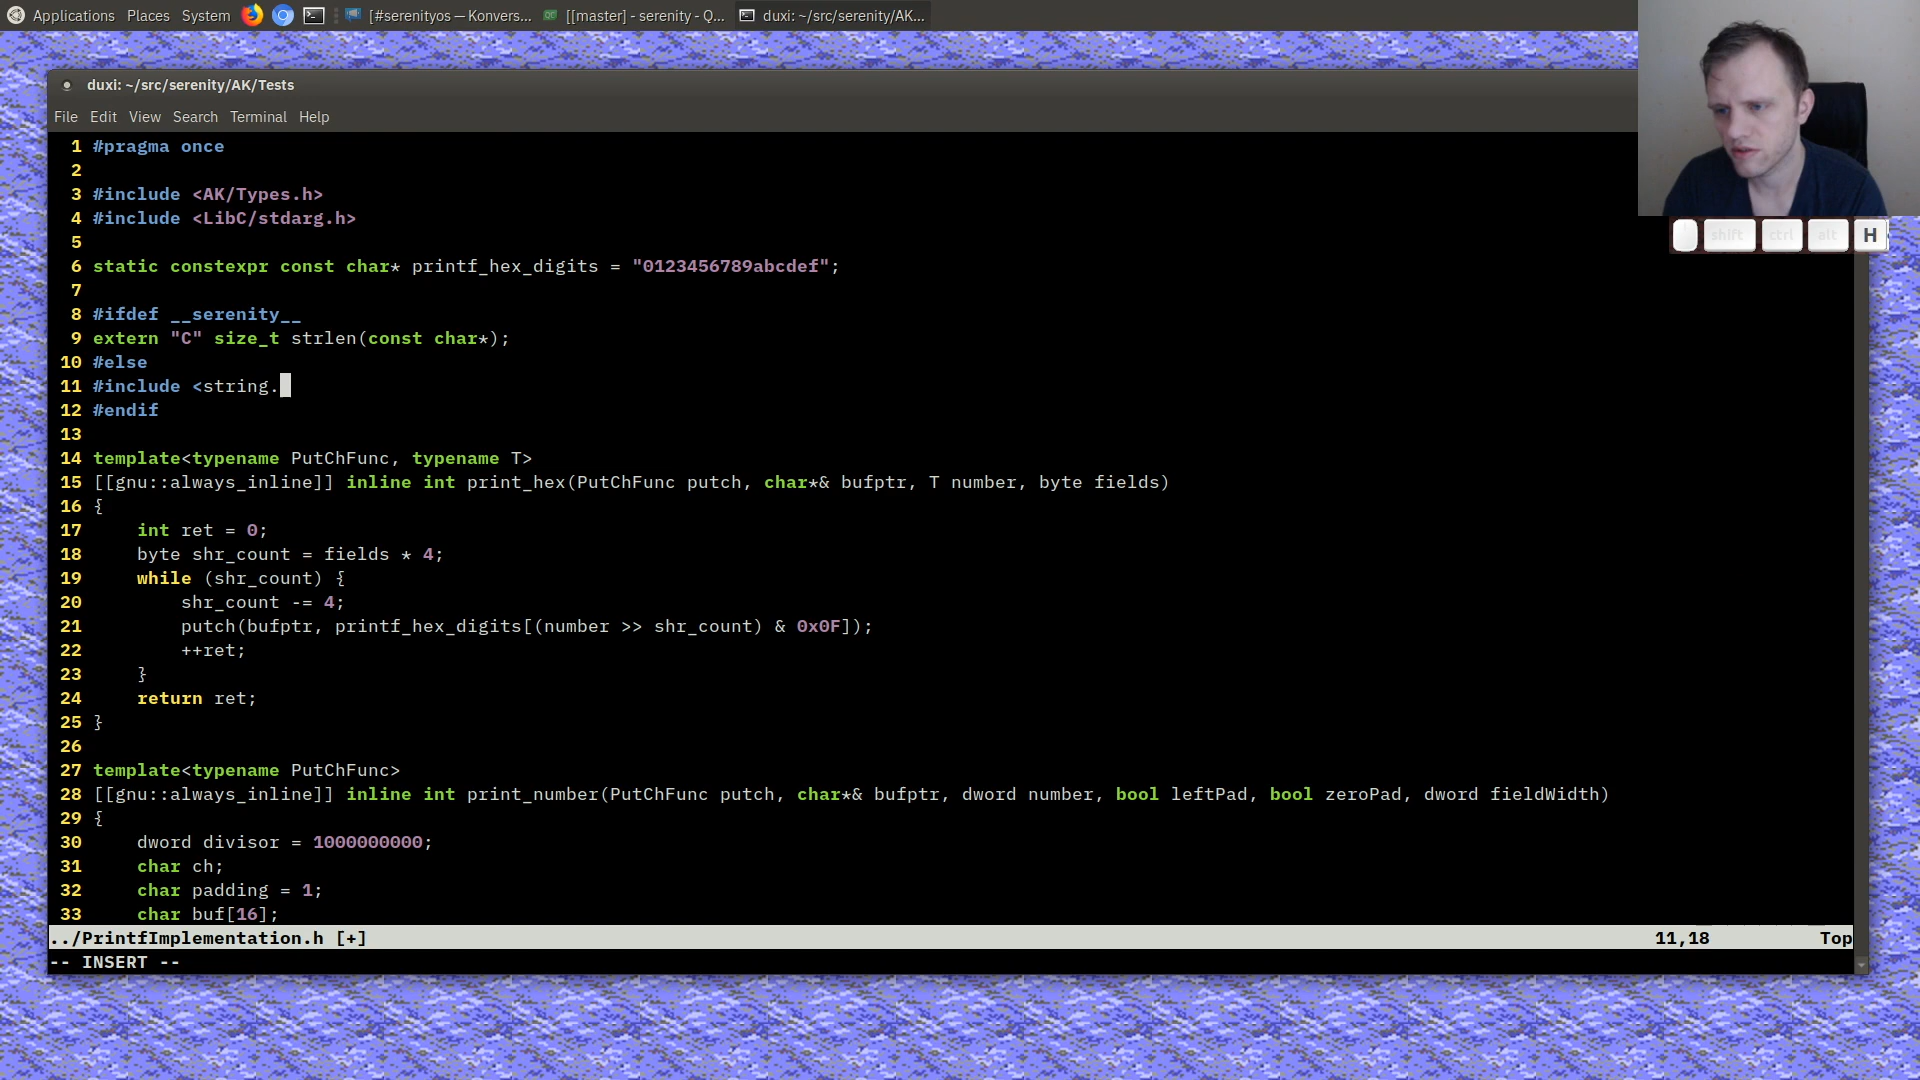 Applications Places System [#serenityos — Konvers... [[master] - serenity - Q... duxi: ~/src/serenity/AK...
duxi: ~/src/serenity/AK/Tests
File Edit View Search Terminal Help
1 #pragma once
2
3 #include <AK/Types.h>
4 #include <LibC/stdarg.h>
5
6 static constexpr const char* printf_hex_digits = "0123456789abcdef";
7
8 #ifdef __serenity__
9 extern "C" size_t strlen(const char*);
10 #else
11 #include <string.
12 #endif
13
14 template<typename PutChFunc, typename T>
15 [[gnu::always_inline]] inline int print_hex(PutChFunc putch, char*& bufptr, T number, byte fields)
16 {
17     int ret = 0;
18     byte shr_count = fields * 4;
19     while (shr_count) {
20         shr_count -= 4;
21         putch(bufptr, printf_hex_digits[(number >> shr_count) & 0x0F]);
22         ++ret;
23     }
24     return ret;
25 }
26
27 template<typename PutChFunc>
28 [[gnu::always_inline]] inline int print_number(PutChFunc putch, char*& bufptr, dword number, bool leftPad, bool zeroPad, dword fieldWidth)
29 {
30     dword divisor = 1000000000;
31     char ch;
32     char padding = 1;
33     char buf[16];
../PrintfImplementation.h [+] 11,18 Top
-- INSERT --
shift ctrl alt H